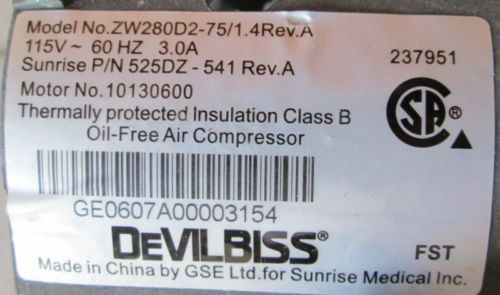 Model No.ZW280D2-75/1.4Rev.A
115V~ 60 HZ 3.0A
237951
Sunrise P/N 525DZ - 541 Rev.A
Motor No.10130600
Thermally protected Insulation Class B
Oil-Free Air Compressor
CSA®
GE0607A00003154
DEVILBISS®
FST
Made in China by GSE Ltd.for Sunrise Medical Inc.